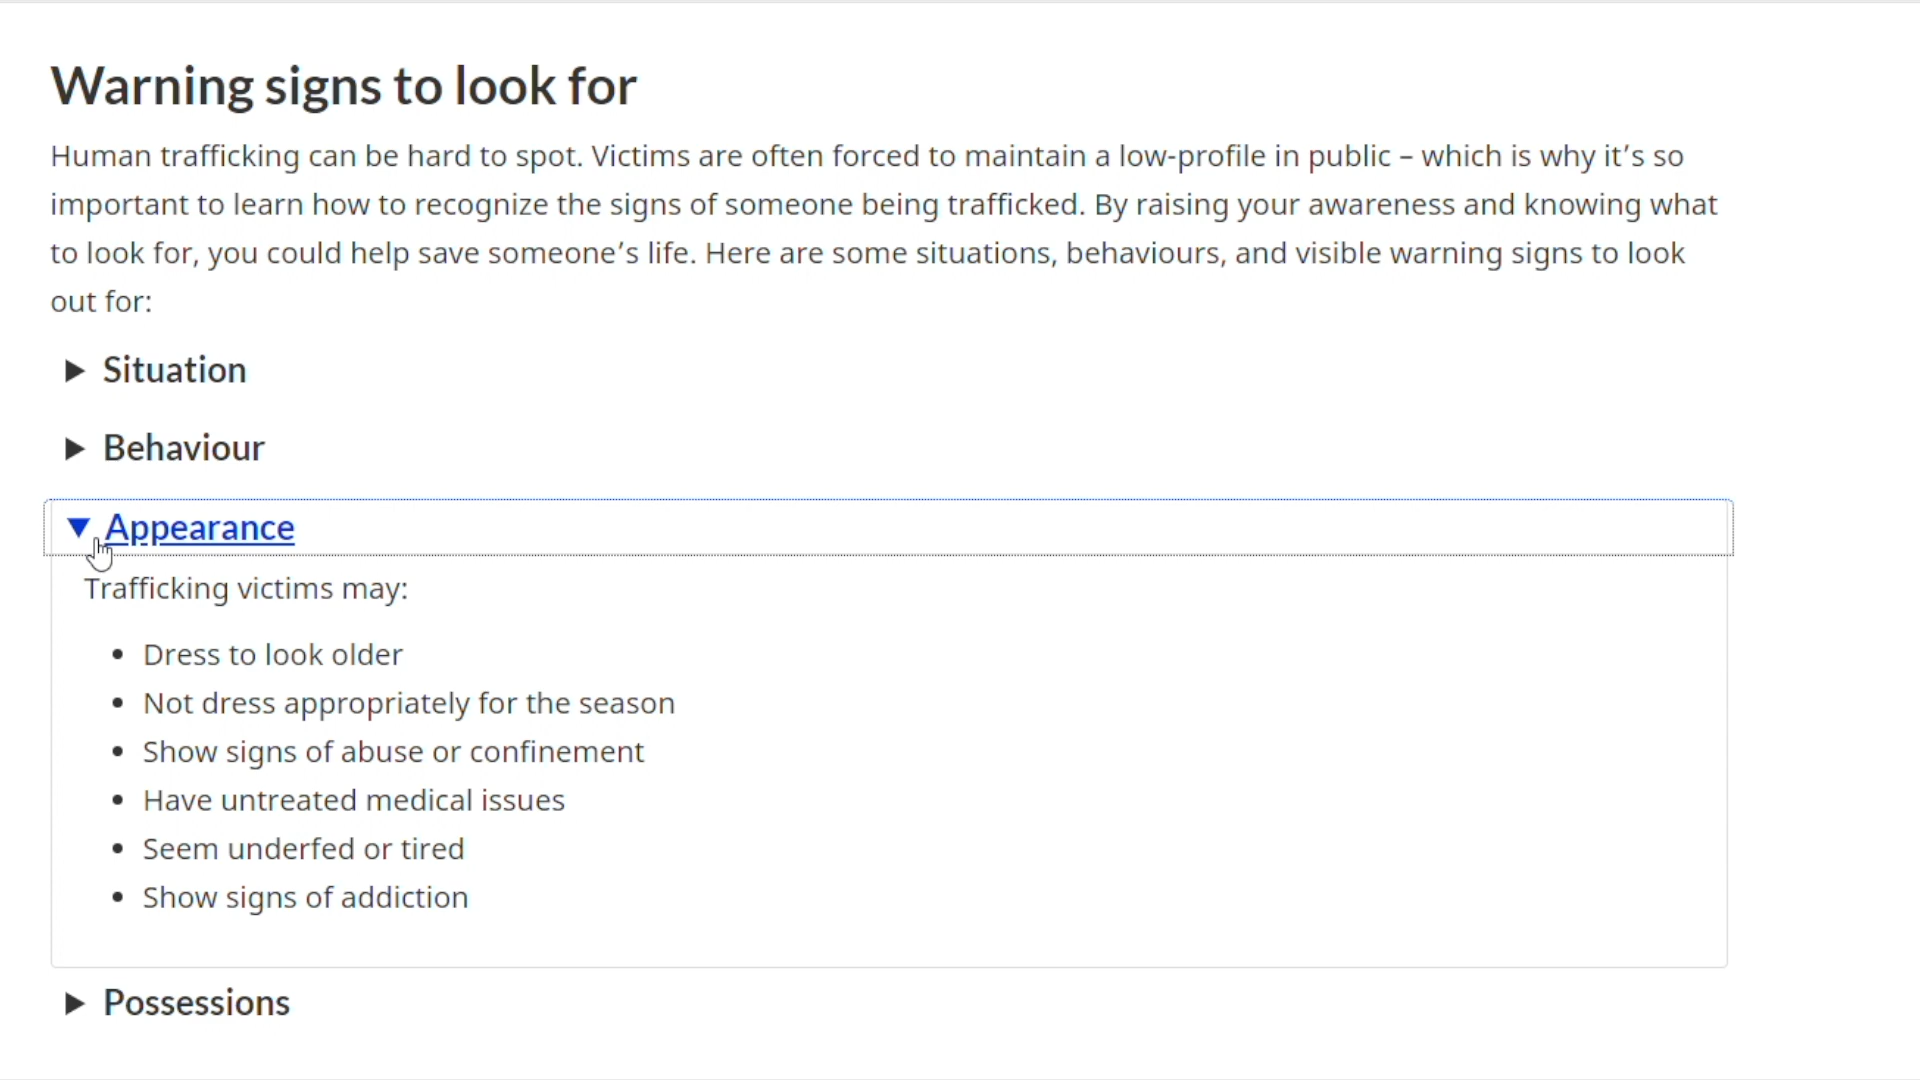 Warning signs to look for
Human trafficking can be hard to spot. Victims are often forced to maintain a low-profile in public – which is why it’s so
important to learn how to recognize the signs of someone being trafficked. By raising your awareness and knowing what
to look for, you could help save someone’s life. Here are some situations, behaviours, and visible warning signs to look
out for:
Situation
Behaviour
Appearance
Trafficking victims may:
Dress to look older
Not dress appropriately for the season
Show signs of abuse or confinement
Have untreated medical issues
Seem underfed or tired
Show signs of addiction
Possessions